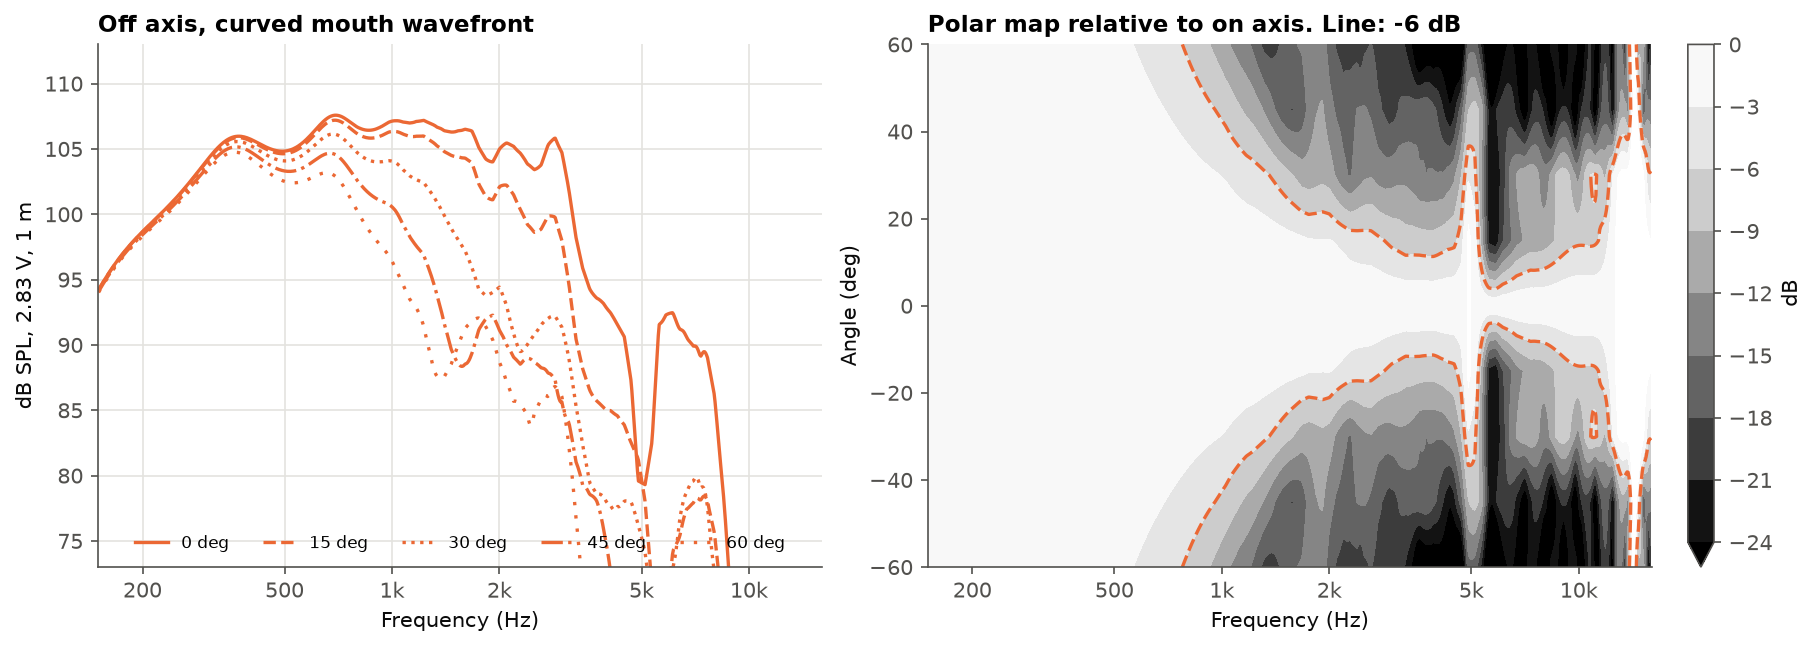 Off axis, curved mouth wavefront
Polar map relative to on axis. Line: -6 dB
dB SPL, 2.83 V, 1 m
110
105
100
95
90
85
80
75
0 deg
15 deg
30 deg
45 deg
60 deg
200
500
1k
2k
5k
10k
Frequency (Hz)
Angle (deg)
60
40
20
0
−20
−40
−60
200
500
1k
2k
5k
10k
Frequency (Hz)
0
−3
−6
−9
−12
−15
−18
−21
−24
dB